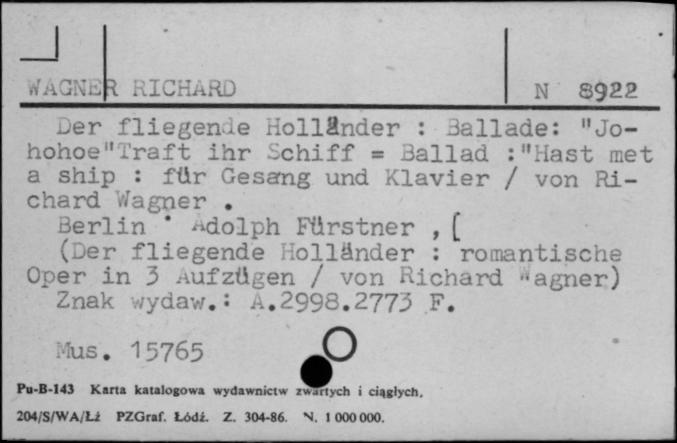 WAGNER RICHARD N 8922
Der fliegende Holländer : Ballade: "Jo-
hohoe"Traft ihr Schiff = Ballad :"Hast met
a ship : für Gesang und Klavier / von Ri-
chard Wagner .
Berlin : Adolph Fürstner , [
(Der fliegende Holländer : romantische
Oper in 3 Aufzügen / von Richard Wagner)
Znak wydaw.: A.2998.2773 F.
Mus. 15765
Pu-B-143 Karta katalogowa wydawnictw zwartych i ciągłych.
204/S/WA/Łż PZGraf. Łódź. Z. 304-86. N. 1 000 000.